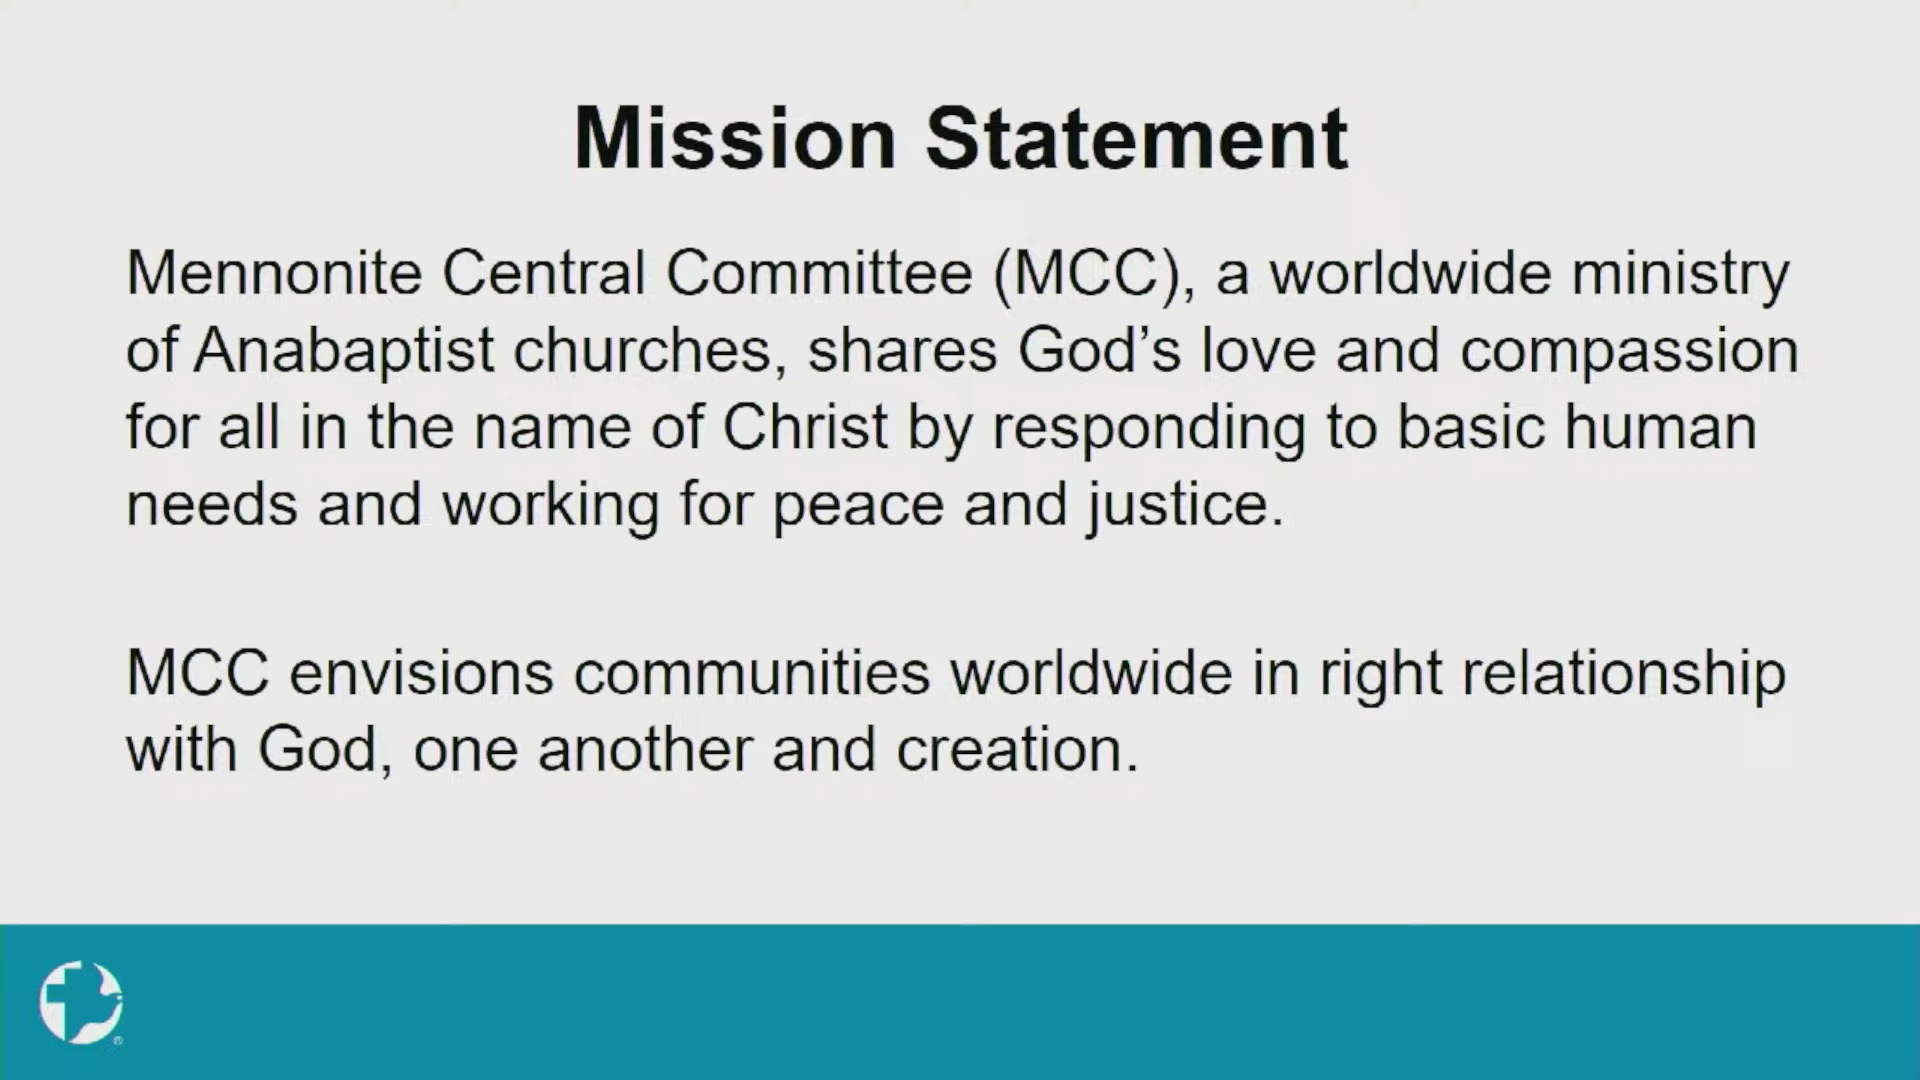 Mission Statement
Mennonite Central Committee (MCC), a worldwide ministry
of Anabaptist churches, shares God’s love and compassion
for all in the name of Christ by responding to basic human
needs and working for peace and justice.
MCC envisions communities worldwide in right relationship
with God, one another and creation.
®